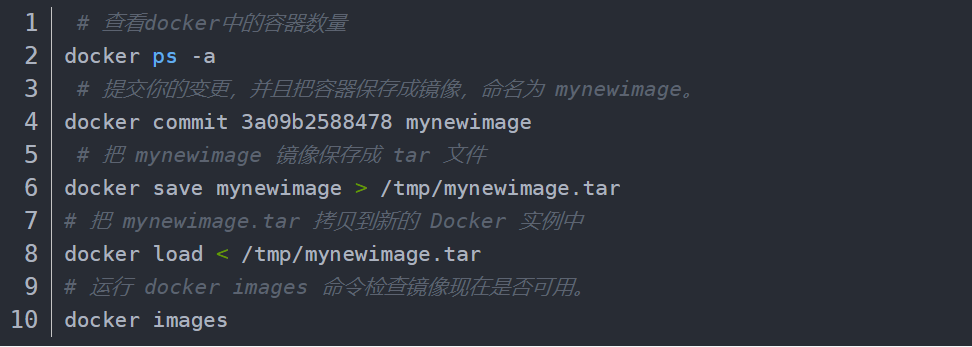 1 # 查看docker中的容器数量
2 docker ps -a
3 # 提交你的变更，并且把容器保存成镜像，命名为 mynewimage。
4 docker commit 3a09b2588478 mynewimage
5 # 把 mynewimage 镜像保存成 tar 文件
6 docker save mynewimage > /tmp/mynewimage.tar
7 # 把 mynewimage.tar 拷贝到新的 Docker 实例中
8 docker load < /tmp/mynewimage.tar
9 # 运行 docker images 命令检查镜像现在是否可用。
10 docker images